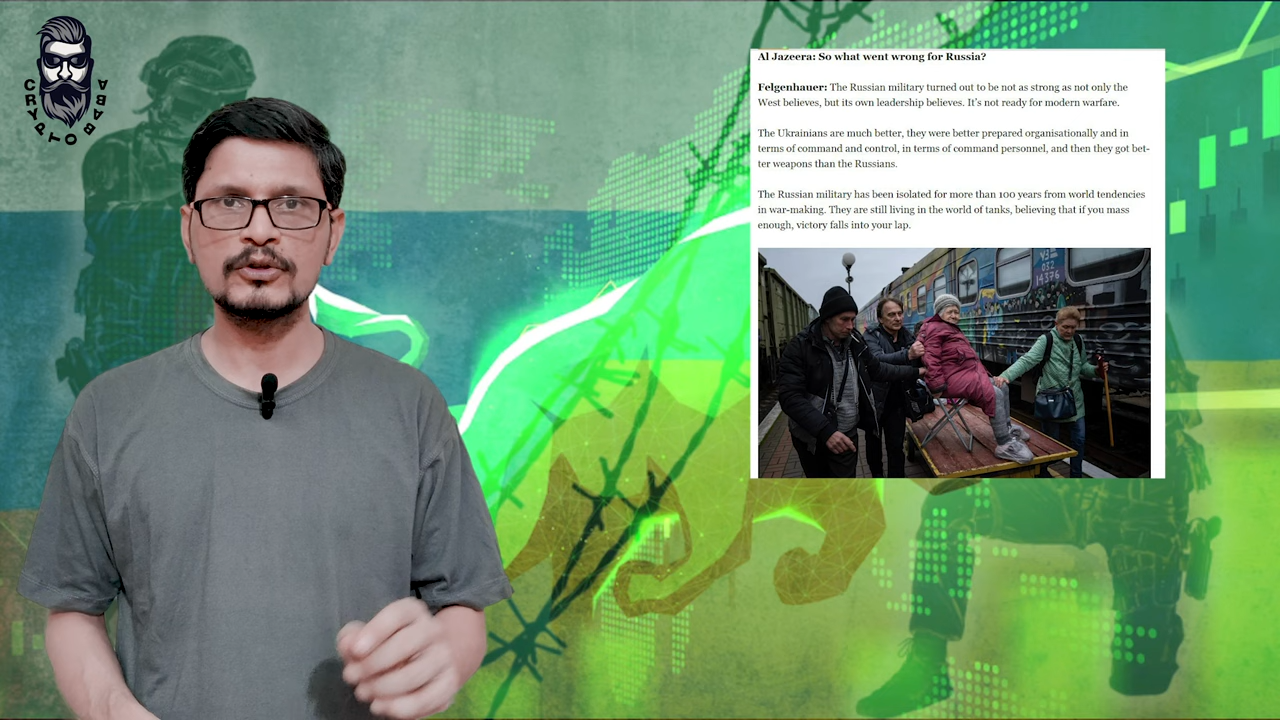 CRYPTO BABA
Al Jazeera: So what went wrong for Russia?
Felgenhauer: The Russian military turned out to be not as strong as not only the
West believes, but its own leadership believes. It's not ready for modern warfare.
The Ukrainians are much better, they were better prepared organisationally and in
terms of command and control, in terms of command personnel, and then they got bet-
ter weapons than the Russians.
The Russian military has been isolated for more than 100 years from world tendencies
in war-making. They are still living in the world of tanks, believing that if you mass
enough, victory falls into your lap.
УЗ
032
14376